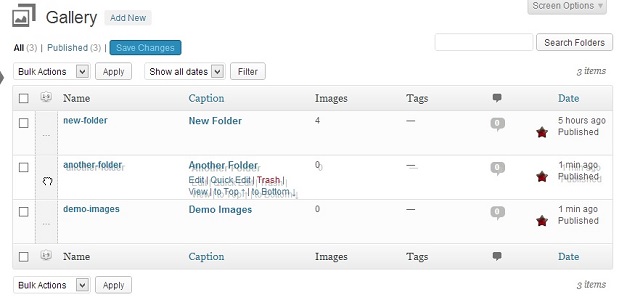 Screen Options ▼
Gallery Add New
All (3) | Published (3) | Save Changes
Search Folders
Bulk Actions Apply Show all dates Filter 3 items
Name Caption Images Tags Date
new-folder New Folder 4 — 0 5 hours ago
Published
...
another-folder Another Folder 0 — 0 1 min ago
Edit | Quick Edit | Trash | Published
View | to Top ↑ | to Bottom ↓
demo-images Demo Images 0 — 0 1 min ago
Published
...
Name Caption Images Tags Date
Bulk Actions Apply 3 items